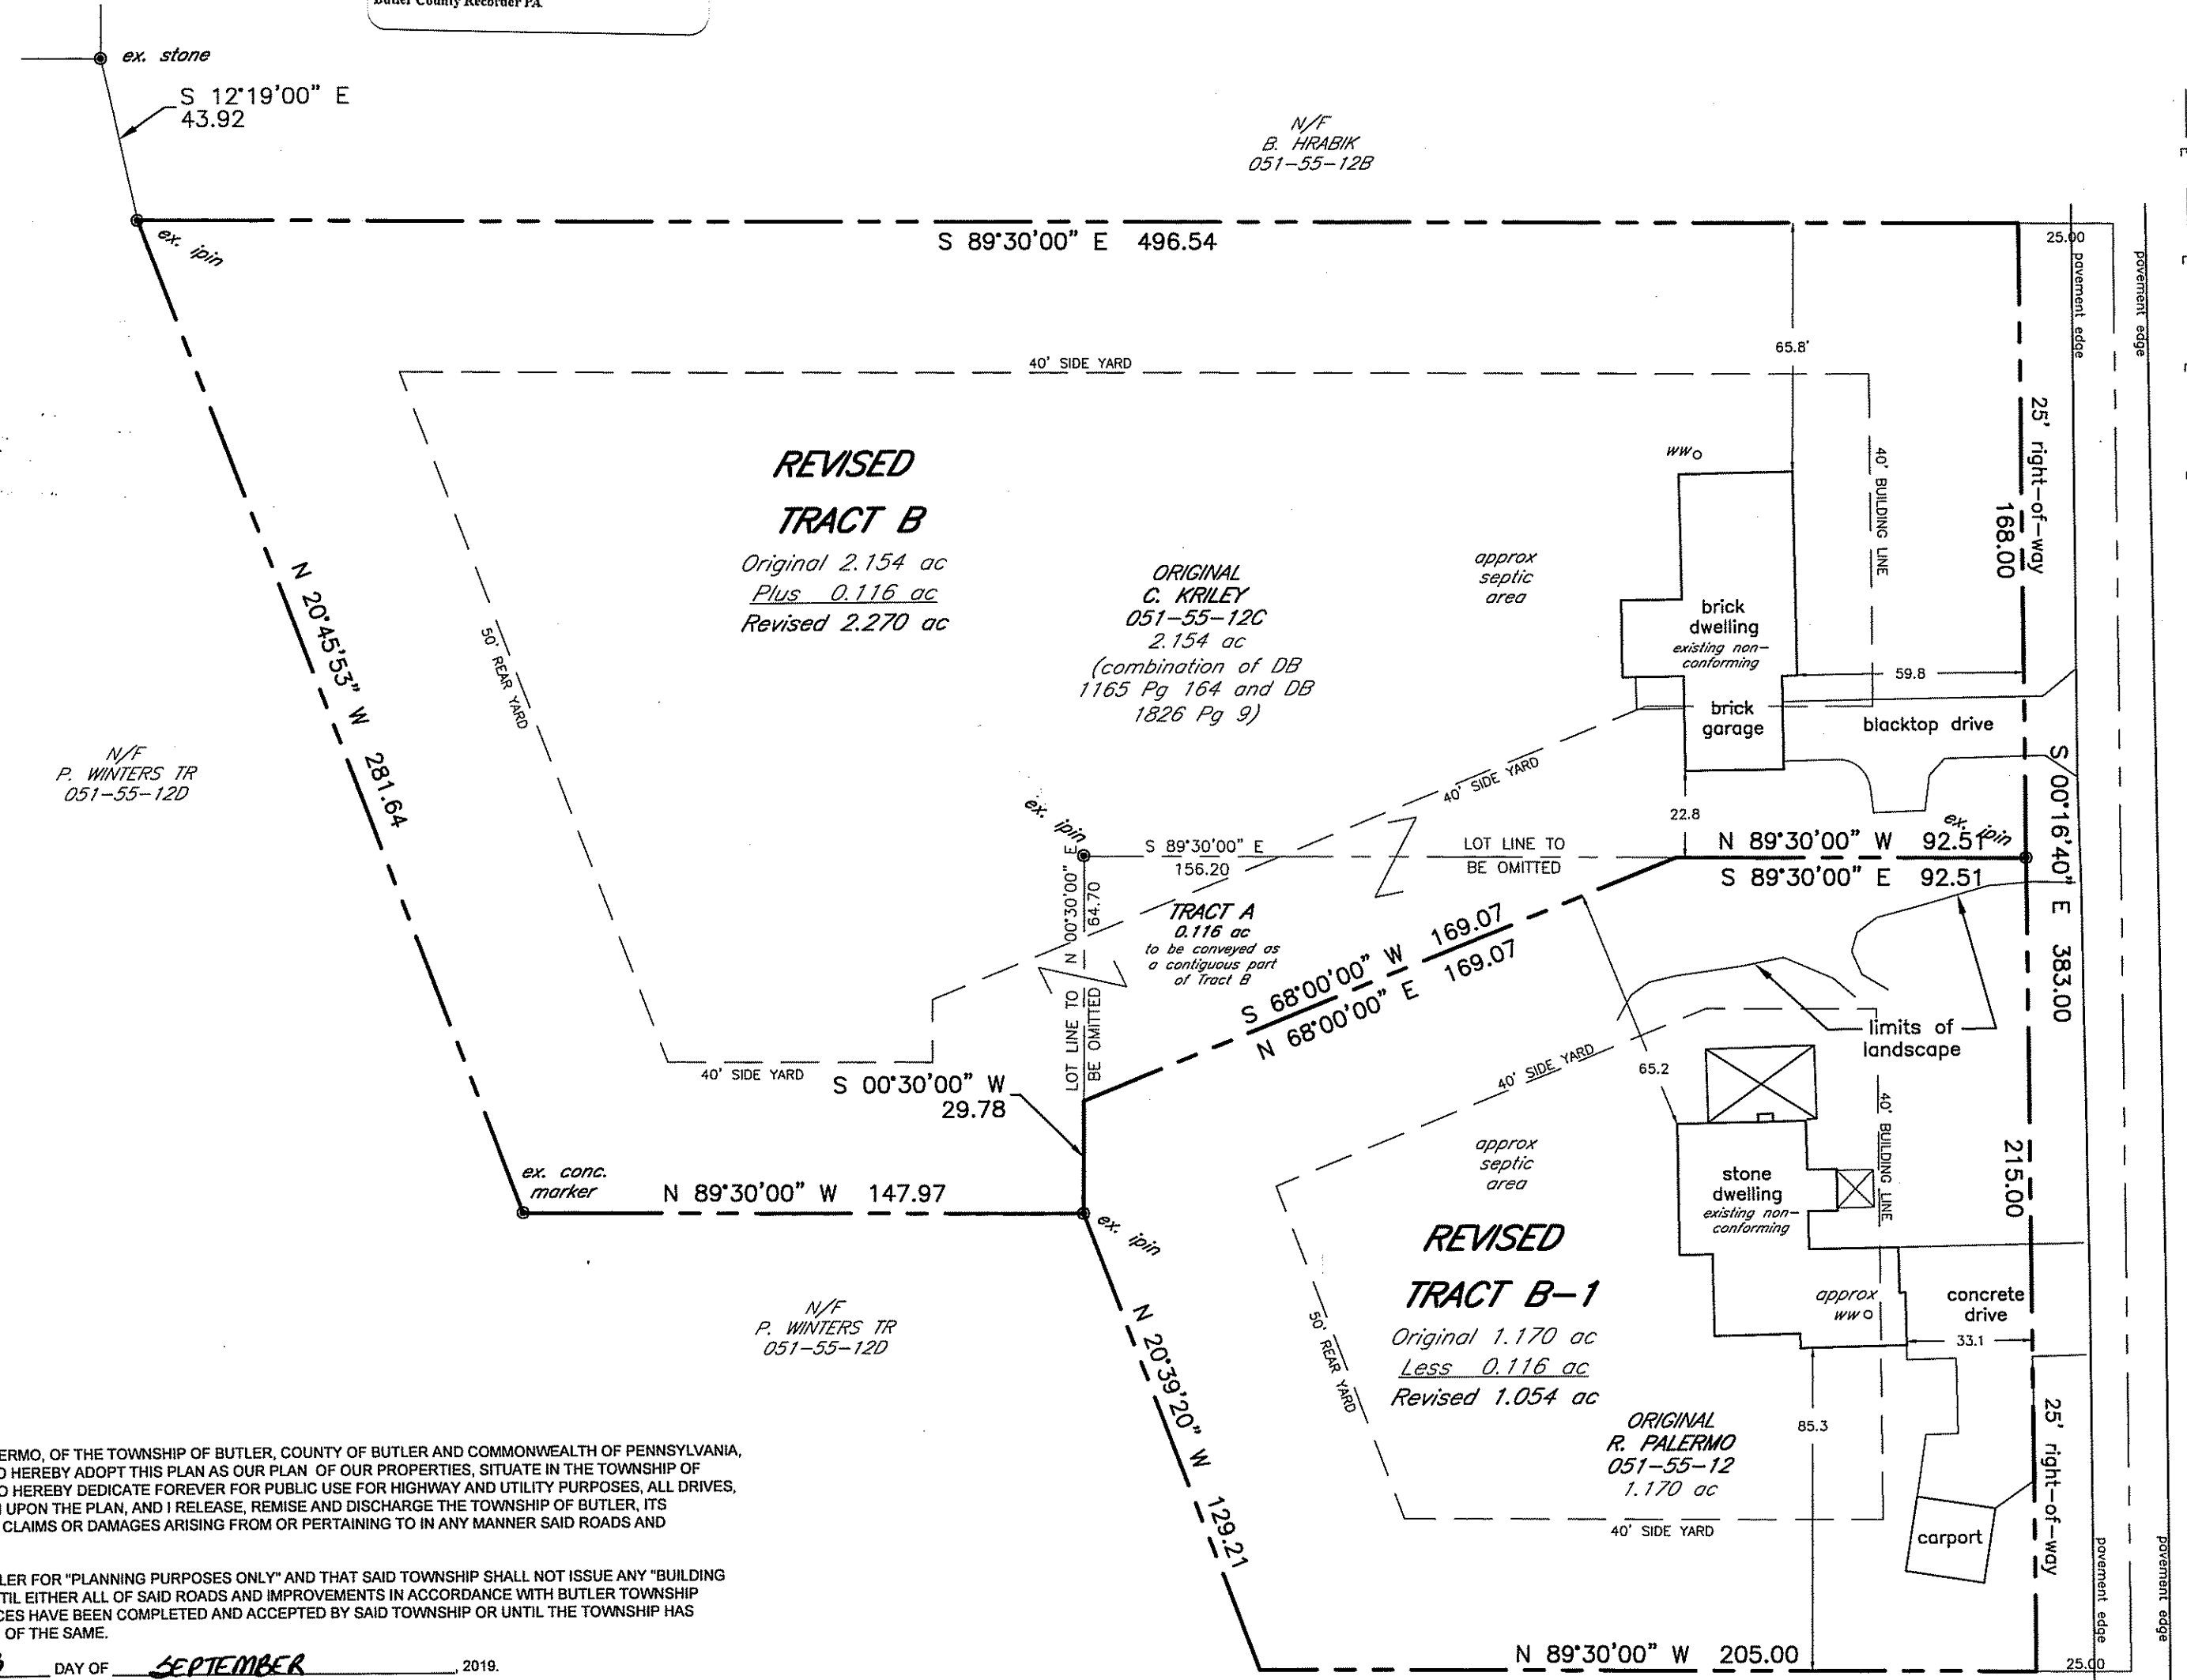 Butler County Recorder PA
ex. stone
S 12°19'00" E
43.92
N/F
B. HRABIK
051-55-12B
ex. ipin
S 89°30'00" E 496.54
25.00
pavement edge
pavement edge
40' SIDE YARD
65.8'
25' right-of-way
168.00
REVISED
TRACT B
Original 2.154 ac
Plus 0.116 ac
Revised 2.270 ac
ORIGINAL
C. KRILEY
051-55-12C
2.154 ac
(combination of DB
1165 Pg 164 and DB
1826 Pg 9)
approx
septic
area
ww
40' BUILDING LINE
brick
dwelling
existing non-
conforming
59.8
brick
garage
blacktop drive
N 20°45'53" W 281.64
50' REAR YARD
N/F
P. WINTERS TR
051-55-12D
40' SIDE YARD
22.8
ex. ipin
S 89°30'00" E
156.20
LOT LINE TO
BE OMITTED
N 89°30'00" W 92.51
ex. ipin
S 89°30'00" E 92.51
S 00°16'40" E 383.00
N 00°30'00" E
64.70
LOT LINE TO
BE OMITTED
TRACT A
0.116 ac
to be conveyed as
a contiguous part
of Tract B
S 68°00'00" W 169.07
N 68°00'00" E 169.07
limits of
landscape
40' SIDE YARD
65.2
40' SIDE YARD
S 00°30'00" W
29.78
ex. conc.
marker
N 89°30'00" W 147.97
ex. ipin
approx
septic
area
40' BUILDING LINE
215.00
stone
dwelling
existing non-
conforming
REVISED
TRACT B-1
Original 1.170 ac
Less 0.116 ac
Revised 1.054 ac
approx
ww
concrete
drive
33.1
N/F
P. WINTERS TR
051-55-12D
N 20°39'20" W 129.21
50' REAR YARD
ORIGINAL
R. PALERMO
051-55-12
1.170 ac
85.3
25' right-of-way
40' SIDE YARD
carport
pavement edge
pavement edge
N 89°30'00" W 205.00
25.00
ERMO, OF THE TOWNSHIP OF BUTLER, COUNTY OF BUTLER AND COMMONWEALTH OF PENNSYLVANIA,
O HEREBY ADOPT THIS PLAN AS OUR PLAN OF OUR PROPERTIES, SITUATE IN THE TOWNSHIP OF
O HEREBY DEDICATE FOREVER FOR PUBLIC USE FOR HIGHWAY AND UTILITY PURPOSES, ALL DRIVES,
UPON THE PLAN, AND I RELEASE, REMISE AND DISCHARGE THE TOWNSHIP OF BUTLER, ITS
CLAIMS OR DAMAGES ARISING FROM OR PERTAINING TO IN ANY MANNER SAID ROADS AND
LER FOR "PLANNING PURPOSES ONLY" AND THAT SAID TOWNSHIP SHALL NOT ISSUE ANY "BUILDING
TIL EITHER ALL OF SAID ROADS AND IMPROVEMENTS IN ACCORDANCE WITH BUTLER TOWNSHIP
CES HAVE BEEN COMPLETED AND ACCEPTED BY SAID TOWNSHIP OR UNTIL THE TOWNSHIP HAS
OF THE SAME.
DAY OF SEPTEMBER, 2019.